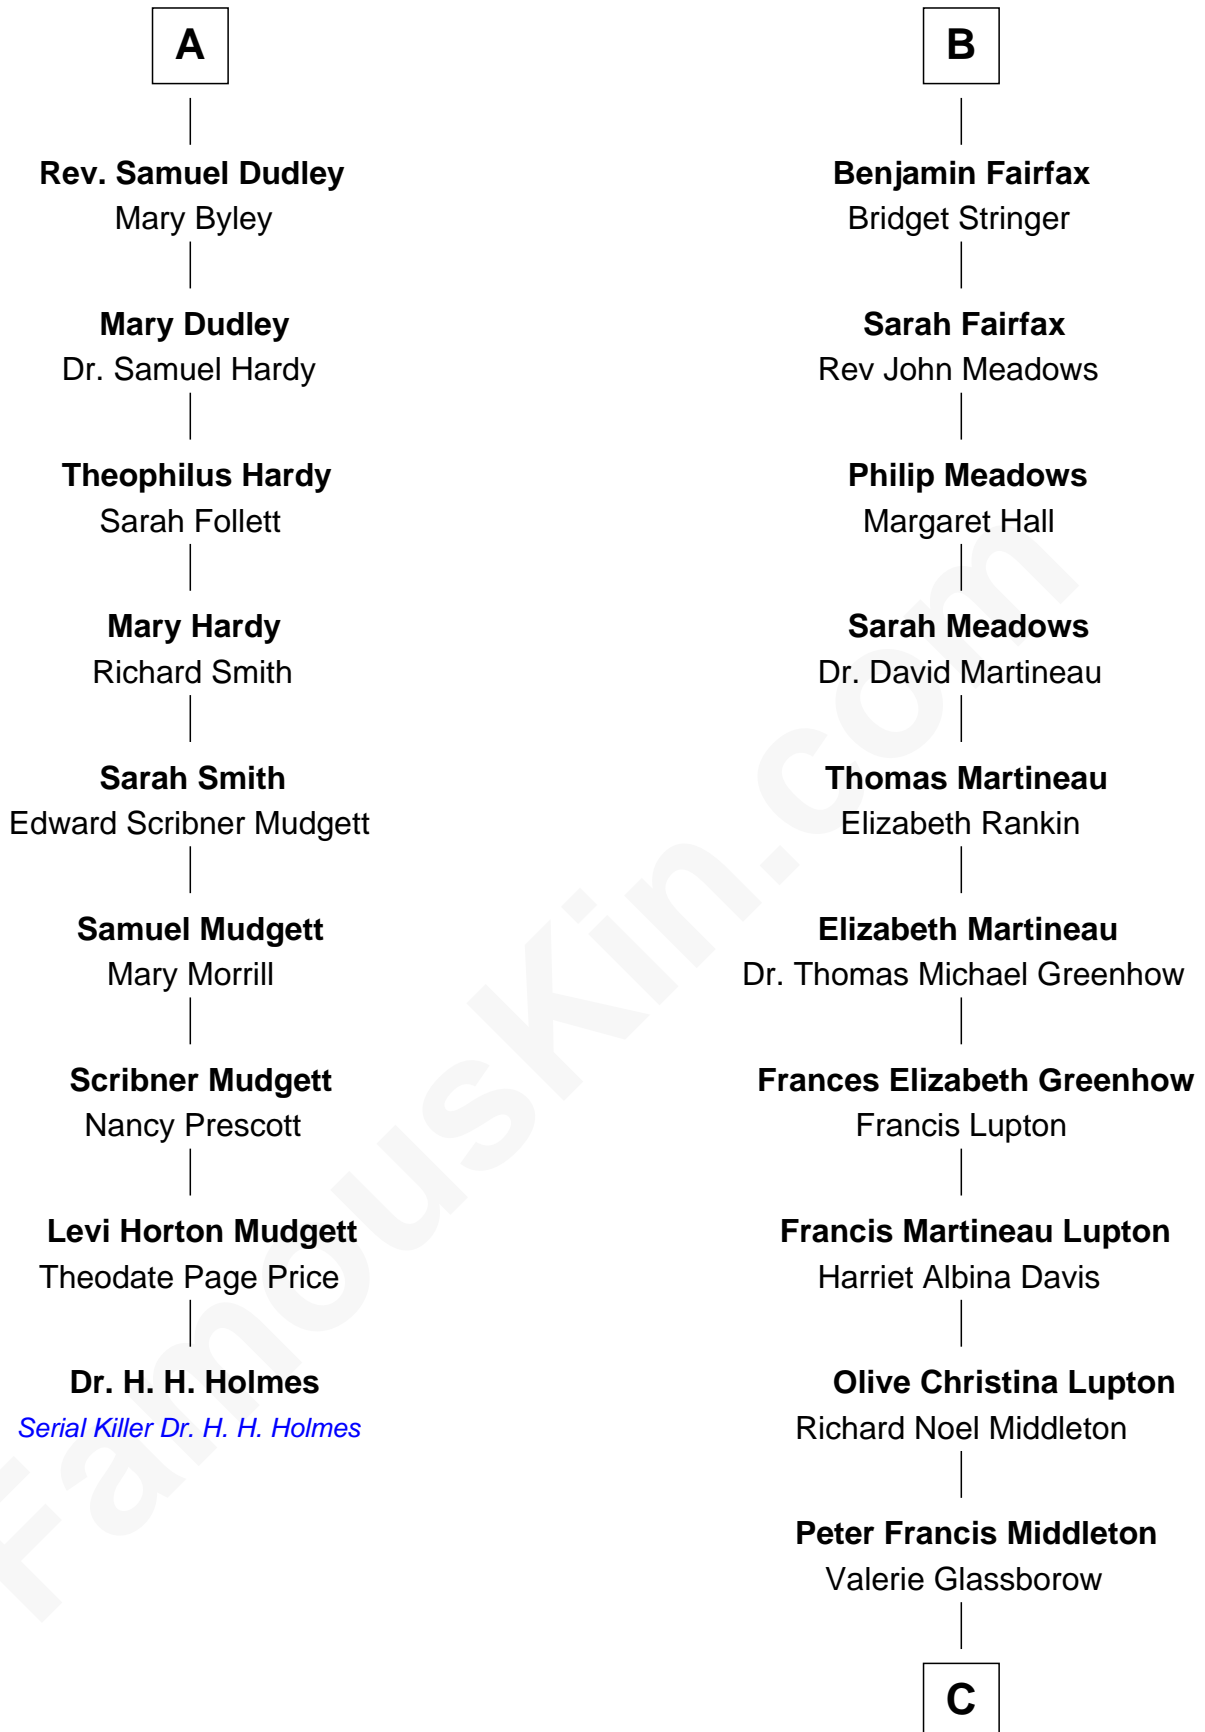 A
Rev. Samuel Dudley
Mary Byley
Mary Dudley
Dr. Samuel Hardy
Theophilus Hardy
Sarah Follett
Mary Hardy
Richard Smith
Sarah Smith
Edward Scribner Mudgett
Samuel Mudgett
Mary Morrill
Scribner Mudgett
Nancy Prescott
Levi Horton Mudgett
Theodate Page Price
Dr. H. H. Holmes
Serial Killer Dr. H. H. Holmes
B
Benjamin Fairfax
Bridget Stringer
Sarah Fairfax
Rev John Meadows
Philip Meadows
Margaret Hall
Sarah Meadows
Dr. David Martineau
Thomas Martineau
Elizabeth Rankin
Elizabeth Martineau
Dr. Thomas Michael Greenhow
Frances Elizabeth Greenhow
Francis Lupton
Francis Martineau Lupton
Harriet Albina Davis
Olive Christina Lupton
Richard Noel Middleton
Peter Francis Middleton
Valerie Glassborow
C
FamousKin.com